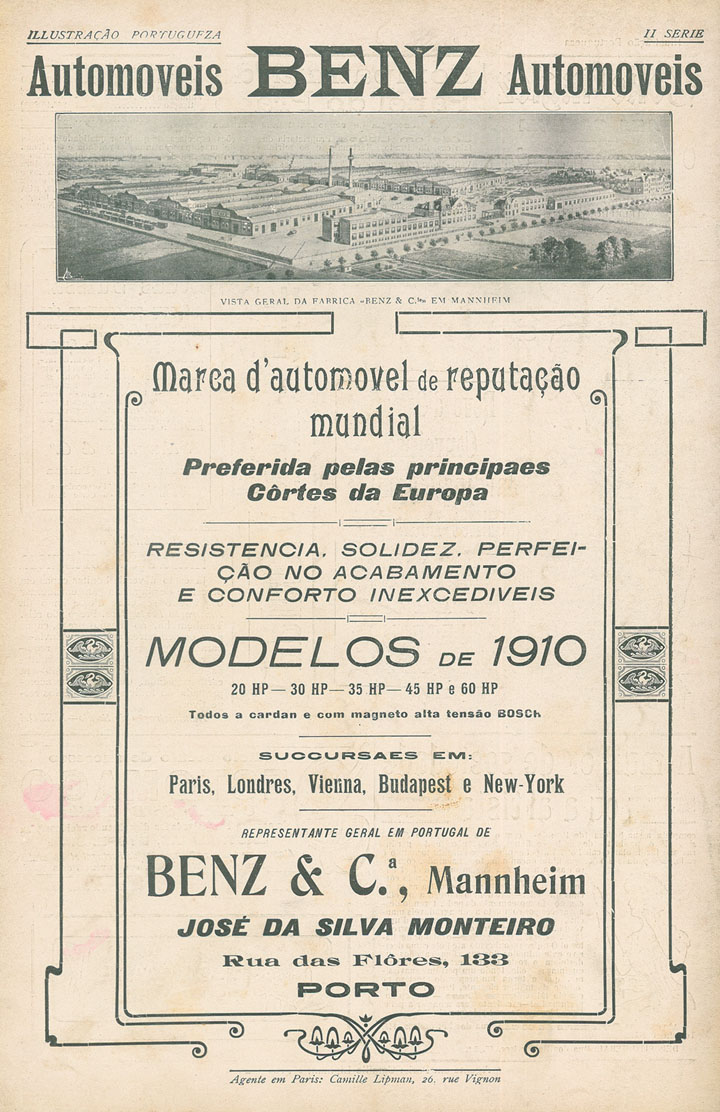 ILLUSTRAÇÃO PORTUGUEZA
II SERIE
Automoveis BENZ Automoveis
VISTA GERAL DA FABRICA «BENZ & C.ie» EM MANNHEIM
Marca d'automovel de reputação
mundial
Preferida pelas principaes
Côrtes da Europa
RESISTENCIA, SOLIDEZ, PERFEI-
ÇÃO NO ACABAMENTO
E CONFORTO INEXCEDIVEIS
MODELOS DE 1910
20 HP — 30 HP — 35 HP — 45 HP e 60 HP
Todos a cardan e com magneto alta tensão BOSCh
SUCCURSAES EM:
Paris, Londres, Vienna, Budapest e New-York
REPRESENTANTE GERAL EM PORTUGAL DE
BENZ & C.ª, Mannheim
JOSÉ DA SILVA MONTEIRO
Rua das Flôres, 133
PORTO
Agente em Paris: Camille Lipman, 26, rue Vignon